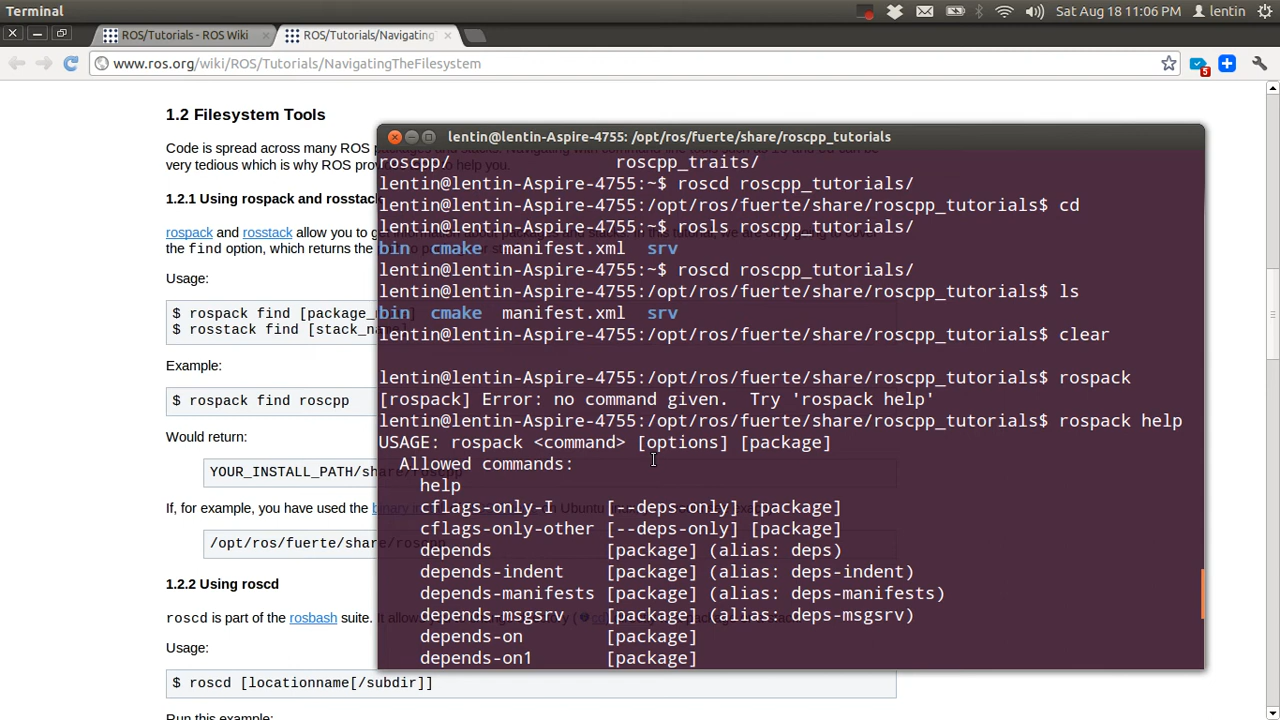 Terminal
Sat Aug 18 11:06 PM
lentin
ROS/Tutorials - ROS Wiki
ROS/Tutorials/Navigating
www.ros.org/wiki/ROS/Tutorials/NavigatingTheFilesystem
5
1.2 Filesystem Tools
Code is spread across many ROS
very tedious which is why ROS provides
1.2.1 Using rospack and rosstack
rospack and rosstack allow you to
the find option, which returns the
Usage:
$ rospack find [package_
$ rosstack find [stack_name]
Example:
$ rospack find roscpp
Would return:
YOUR_INSTALL_PATH/share/roscpp
If, for example, you have used the
/opt/ros/fuerte/share/roscpp
1.2.2 Using roscd
roscd is part of the rosbash suite. It
Usage:
$ roscd [locationname[/subdir]]
Run this example:
lentin@lentin-Aspire-4755: /opt/ros/fuerte/share/roscpp_tutorials
roscpp/ roscpp_traits/
lentin@lentin-Aspire-4755:~$ roscd roscpp_tutorials/
lentin@lentin-Aspire-4755:/opt/ros/fuerte/share/roscpp_tutorials$ cd
lentin@lentin-Aspire-4755:~$ rosls roscpp_tutorials/
bin cmake manifest.xml srv
lentin@lentin-Aspire-4755:~$ roscd roscpp_tutorials/
lentin@lentin-Aspire-4755:/opt/ros/fuerte/share/roscpp_tutorials$ ls
bin cmake manifest.xml srv
lentin@lentin-Aspire-4755:/opt/ros/fuerte/share/roscpp_tutorials$ clear
lentin@lentin-Aspire-4755:/opt/ros/fuerte/share/roscpp_tutorials$ rospack
[rospack] Error: no command given.  Try 'rospack help'
lentin@lentin-Aspire-4755:/opt/ros/fuerte/share/roscpp_tutorials$ rospack help
USAGE: rospack <command> [options] [package]
Allowed commands:
help
cflags-only-I [--deps-only] [package]
cflags-only-other [--deps-only] [package]
depends [package] (alias: deps)
depends-indent [package] (alias: deps-indent)
depends-manifests [package] (alias: deps-manifests)
depends-msgsrv [package] (alias: deps-msgsrv)
depends-on [package]
depends-on1 [package]